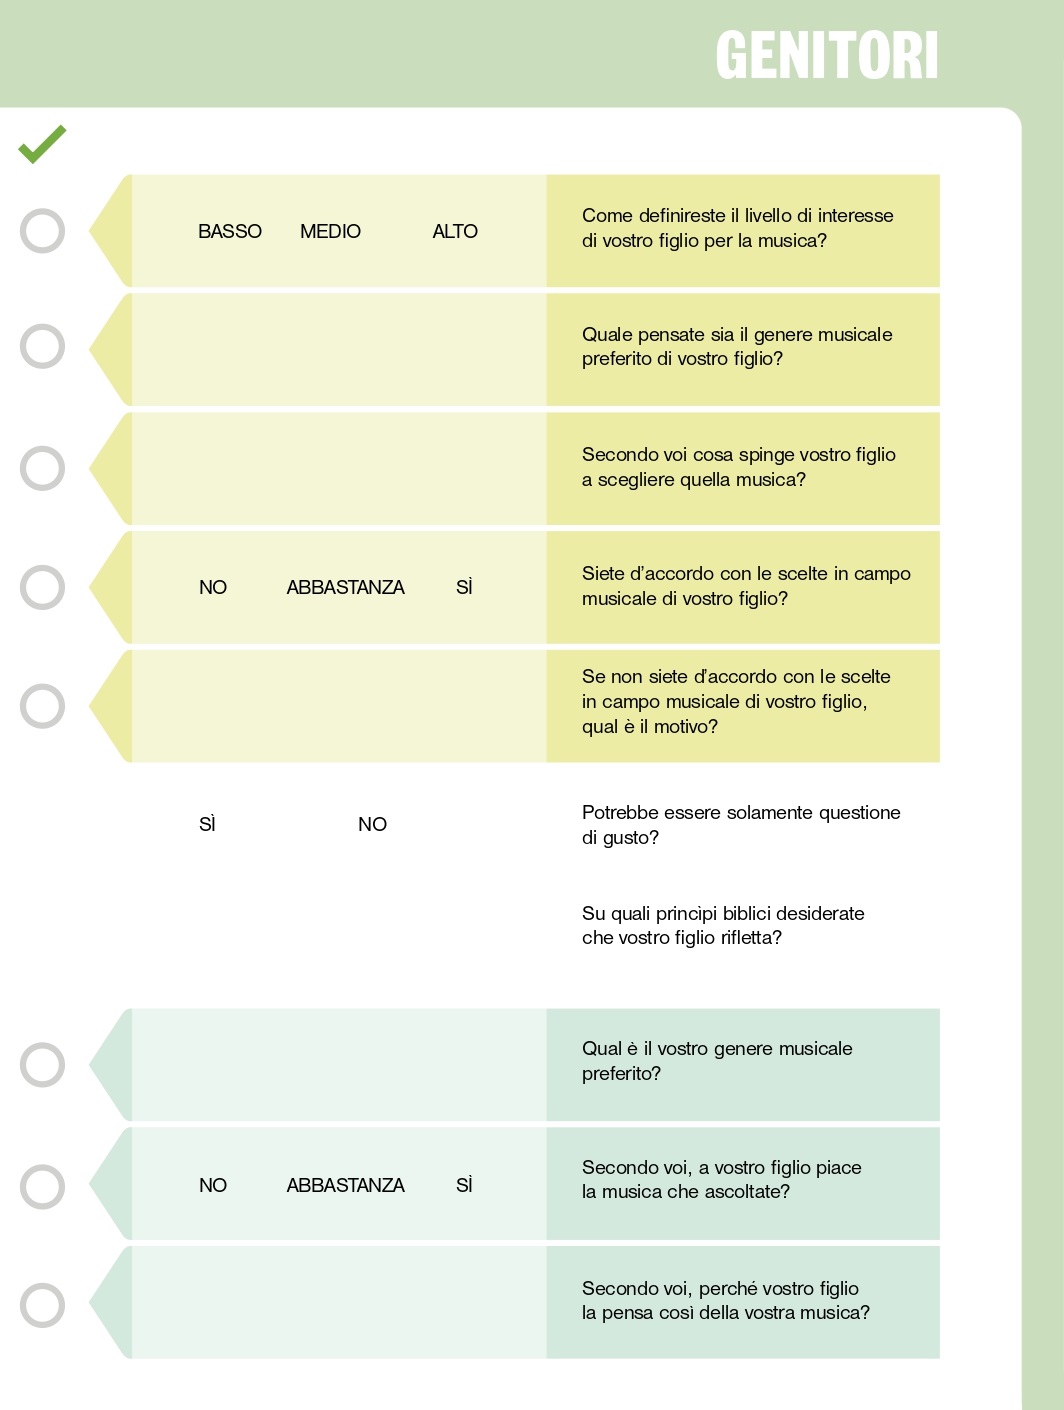 GENITORI
BASSO MEDIO ALTO
Come definireste il livello di interesse
di vostro figlio per la musica?
Quale pensate sia il genere musicale
preferito di vostro figlio?
Secondo voi cosa spinge vostro figlio
a scegliere quella musica?
NO ABBASTANZA SÌ
Siete d’accordo con le scelte in campo
musicale di vostro figlio?
Se non siete d’accordo con le scelte
in campo musicale di vostro figlio,
qual è il motivo?
SÌ NO
Potrebbe essere solamente questione
di gusto?
Su quali princìpi biblici desiderate
che vostro figlio rifletta?
Qual è il vostro genere musicale
preferito?
NO ABBASTANZA SÌ
Secondo voi, a vostro figlio piace
la musica che ascoltate?
Secondo voi, perché vostro figlio
la pensa così della vostra musica?